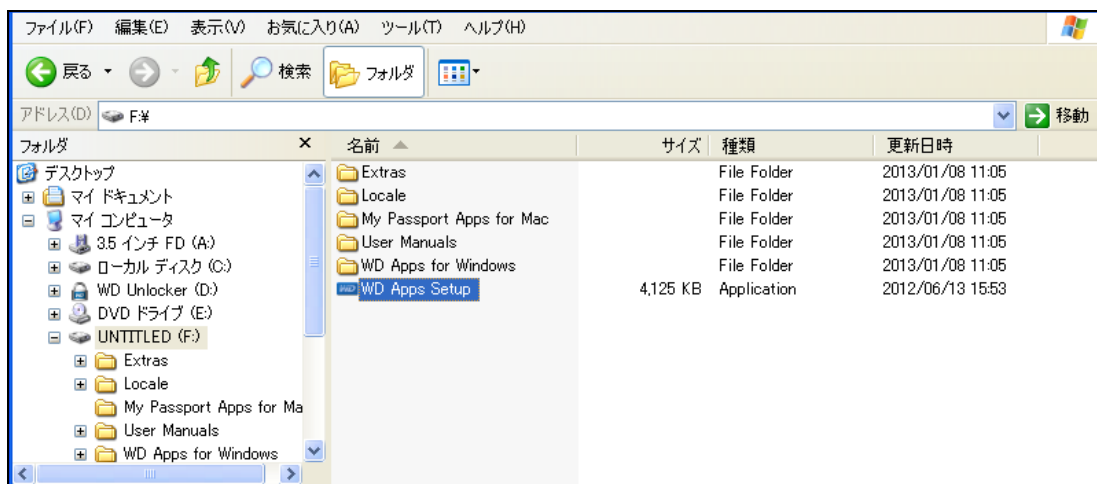 ファイル(F) 編集(E) 表示(V) お気に入り(A) ツール(T) ヘルプ(H)
戻る 検索 フォルダ
アドレス(D) F:¥ 移動
フォルダ × 名前 サイズ 種類 更新日時
デスクトップ
マイ ドキュメント
マイ コンピュータ
3.5 インチ FD (A:)
ローカル ディスク (C:)
WD Unlocker (D:)
DVD ドライブ (E:)
UNTITLED (F:)
Extras
Locale
My Passport Apps for Ma
User Manuals
WD Apps for Windows
Extras File Folder 2013/01/08 11:05
Locale File Folder 2013/01/08 11:05
My Passport Apps for Mac File Folder 2013/01/08 11:05
User Manuals File Folder 2013/01/08 11:05
WD Apps for Windows File Folder 2013/01/08 11:05
WD Apps Setup 4,125 KB Application 2012/06/13 15:53